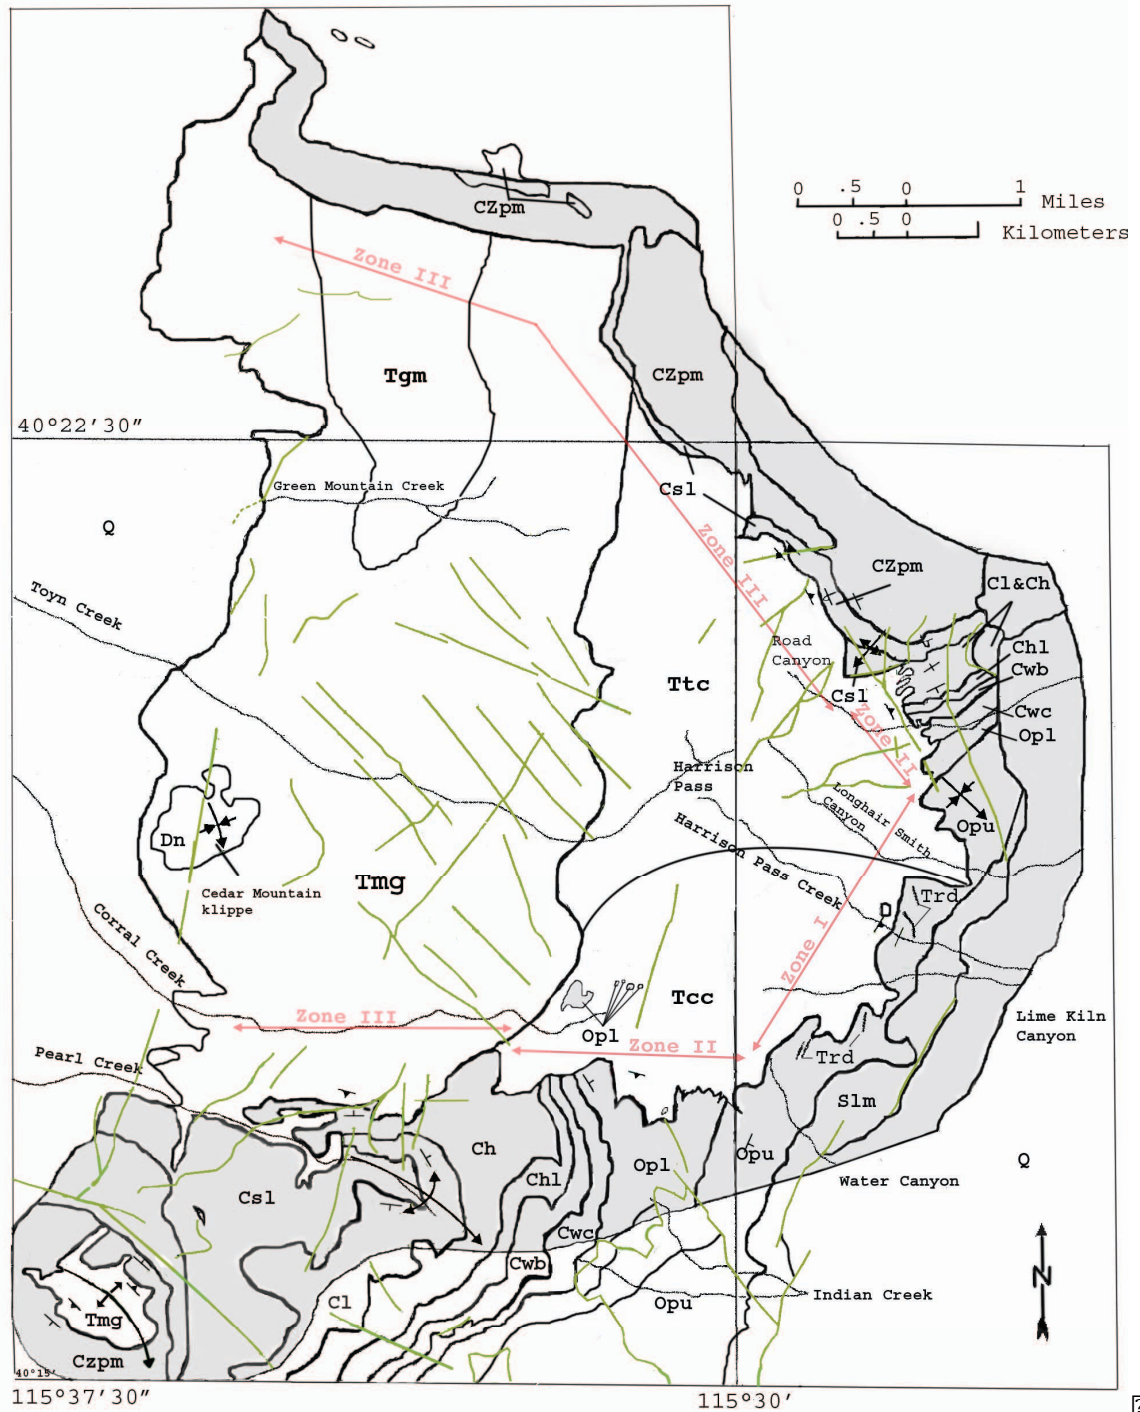 0 .5 0 1 Miles
0 .5 0 Kilometers
CZpm
Zone III
Tgm
CZpm
40°22'30"
Green Mountain Creek
Csl
Q
Zone III
CZpm
Cl&Ch
Toyn Creek
Road
Canyon
Chl
Cwb
Ttc
Csl
Cwc
Zone II
Opl
Harrison
Pass
Longhair Smith
Canyon
Opu
Dn
Harrison Pass Creek
Tmg
Cedar Mountain
klippe
Trd
Corral Creek
Zone I
Tcc
Zone III
Opl
Zone II
Lime Kiln
Canyon
Pearl Creek
Trd
Slm
Ch
Opu
Opl
Q
Chl
Csl
Water Canyon
Cwc
Cwb
N
Cl
Opu
Indian Creek
Tmg
Czpm
40°15'
115°37'30"
115°30'